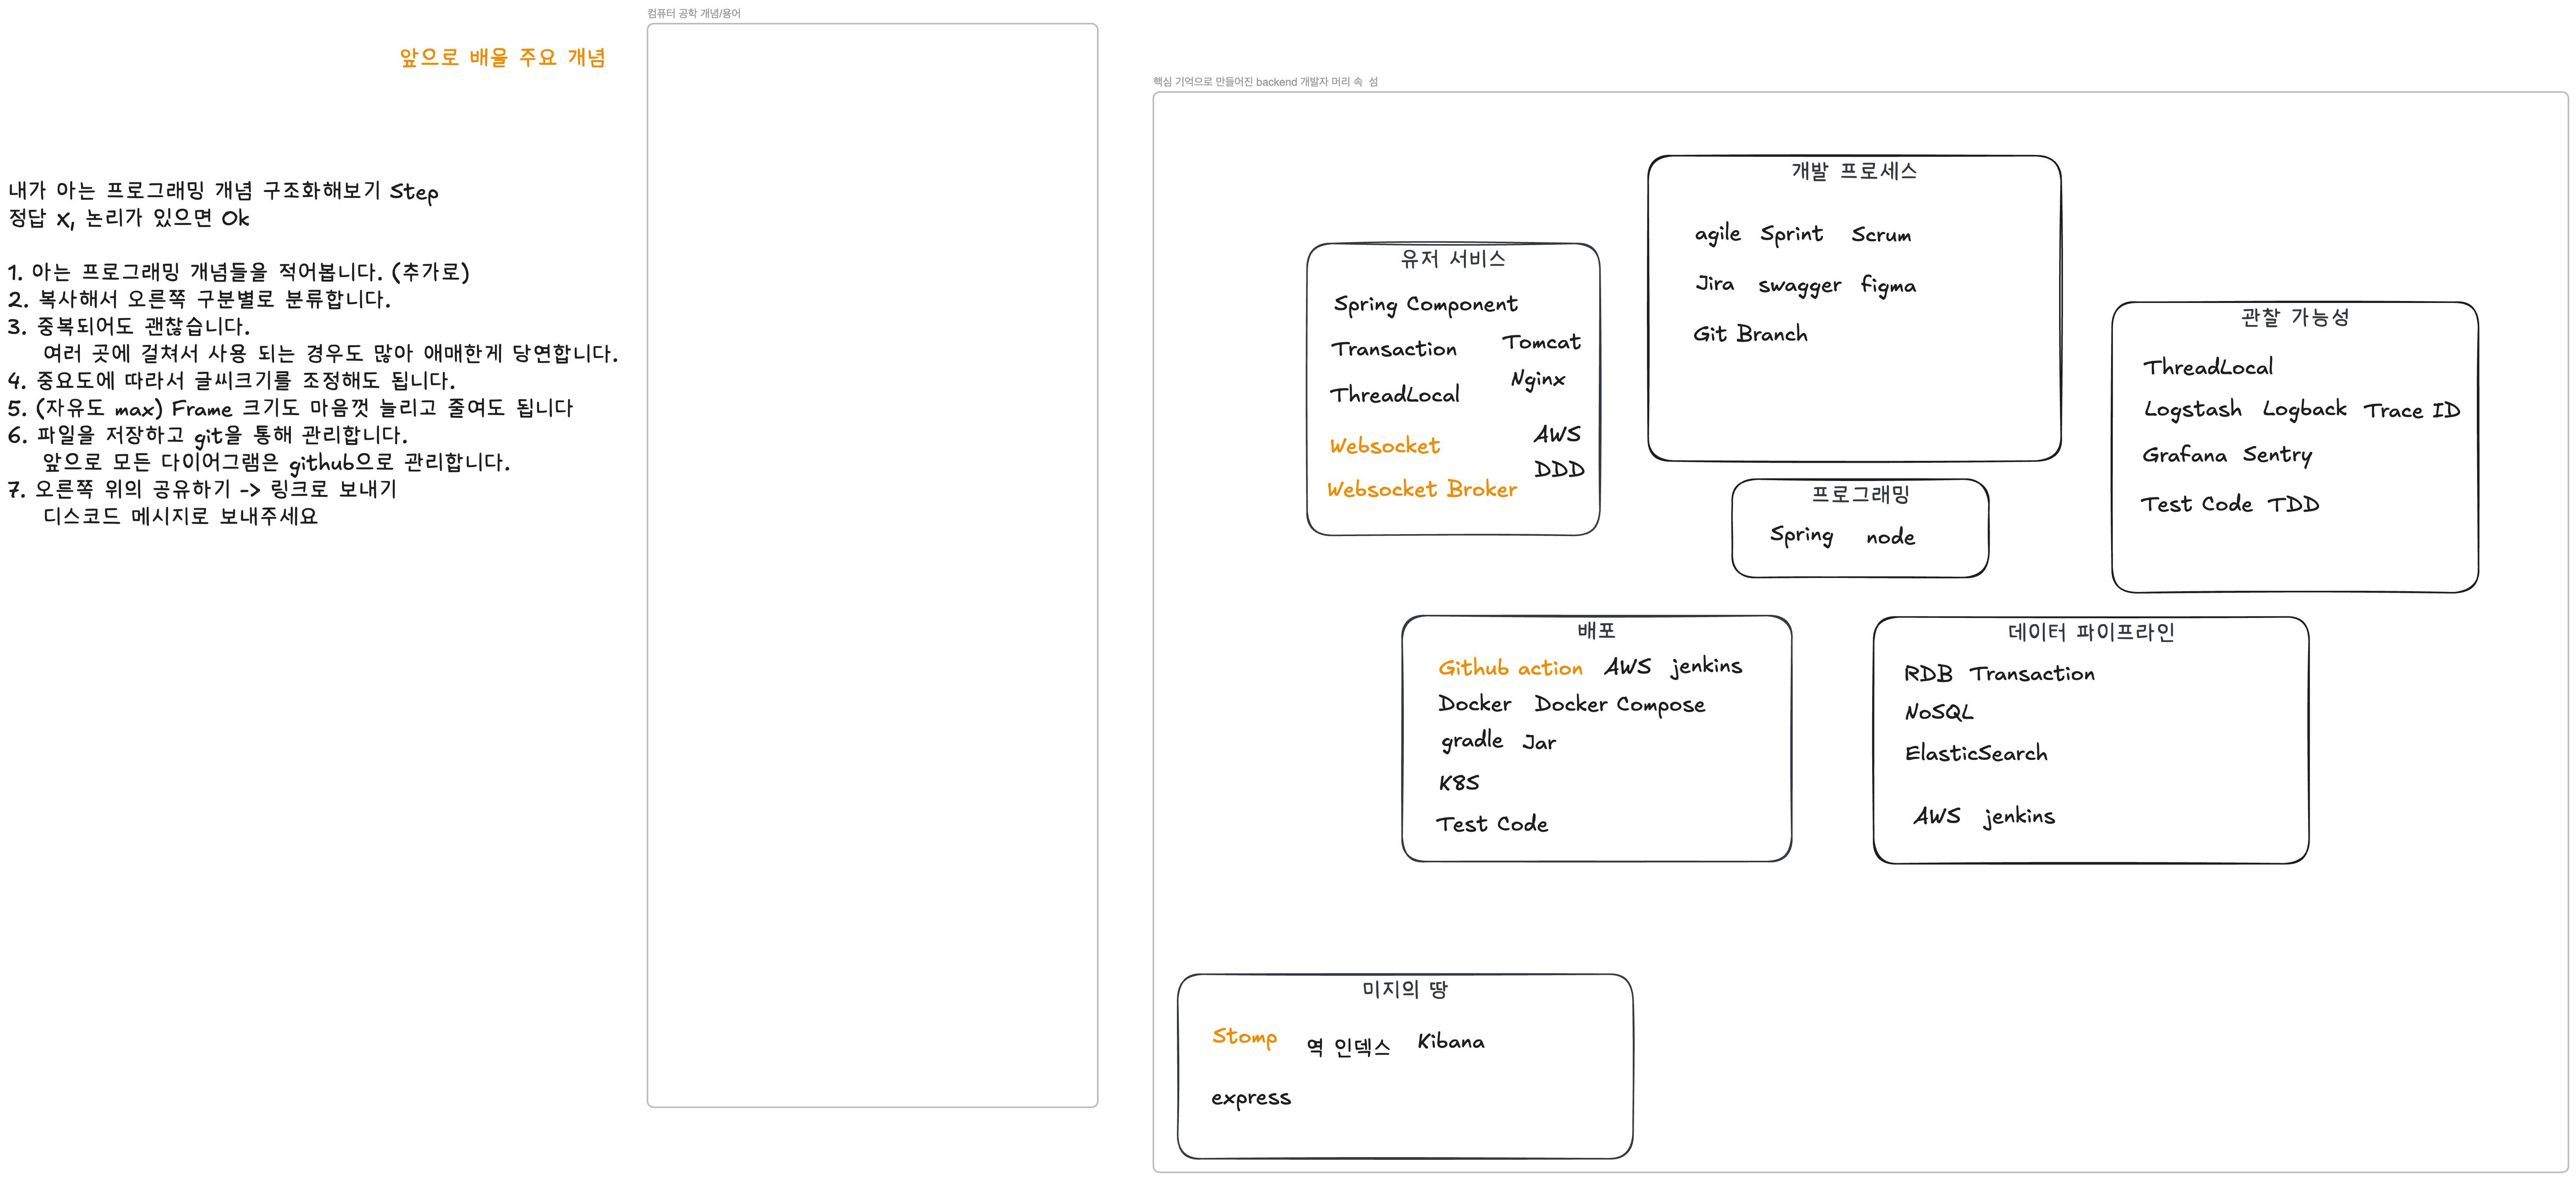 컴퓨터 공학 개념/용어
앞으로 배울 주요 개념
내가 아는 프로그래밍 개념 구조화해보기 Step
정답 X, 논리가 있으면 Ok
1. 아는 프로그래밍 개념들을 적어봅니다. (추가로)
2. 복사해서 오른쪽 구분별로 분류합니다.
3. 중복되어도 괜찮습니다.
여러 곳에 걸쳐서 사용 되는 경우도 많아 애매한게 당연합니다.
4. 중요도에 따라서 글씨크기를 조정해도 됩니다.
5. (자유도 max) Frame 크기도 마음껏 늘리고 줄여도 됩니다
6. 파일을 저장하고 git을 통해 관리합니다.
앞으로 모든 다이어그램은 github으로 관리합니다.
7. 오른쪽 위의 공유하기 -> 링크로 보내기
디스코드 메시지로 보내주세요
핵심 기억으로 만들어진 backend 개발자 머리 속 섬
유저 서비스
Spring Component
Transaction Tomcat
Nginx
ThreadLocal
Websocket AWS
DDD
Websocket Broker
개발 프로세스
agile Sprint Scrum
Jira swagger figma
Git Branch
프로그래밍
Spring node
관찰 가능성
ThreadLocal
Logstash Logback Trace ID
Grafana Sentry
Test Code TDD
배포
Github action AWS jenkins
Docker Docker Compose
gradle Jar
K8S
Test Code
데이터 파이프라인
RDB Transaction
NoSQL
ElasticSearch
AWS jenkins
미지의 땅
Stomp 역 인덱스 Kibana
express